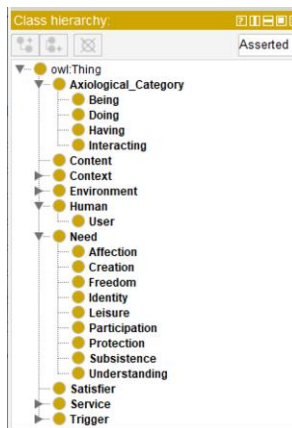 Class hierarchy:
Asserted
owl:Thing
Axiological_Category
Being
Doing
Having
Interacting
Content
Context
Environment
Human
User
Need
Affection
Creation
Freedom
Identity
Leisure
Participation
Protection
Subsistence
Understanding
Satisfier
Service
Trigger